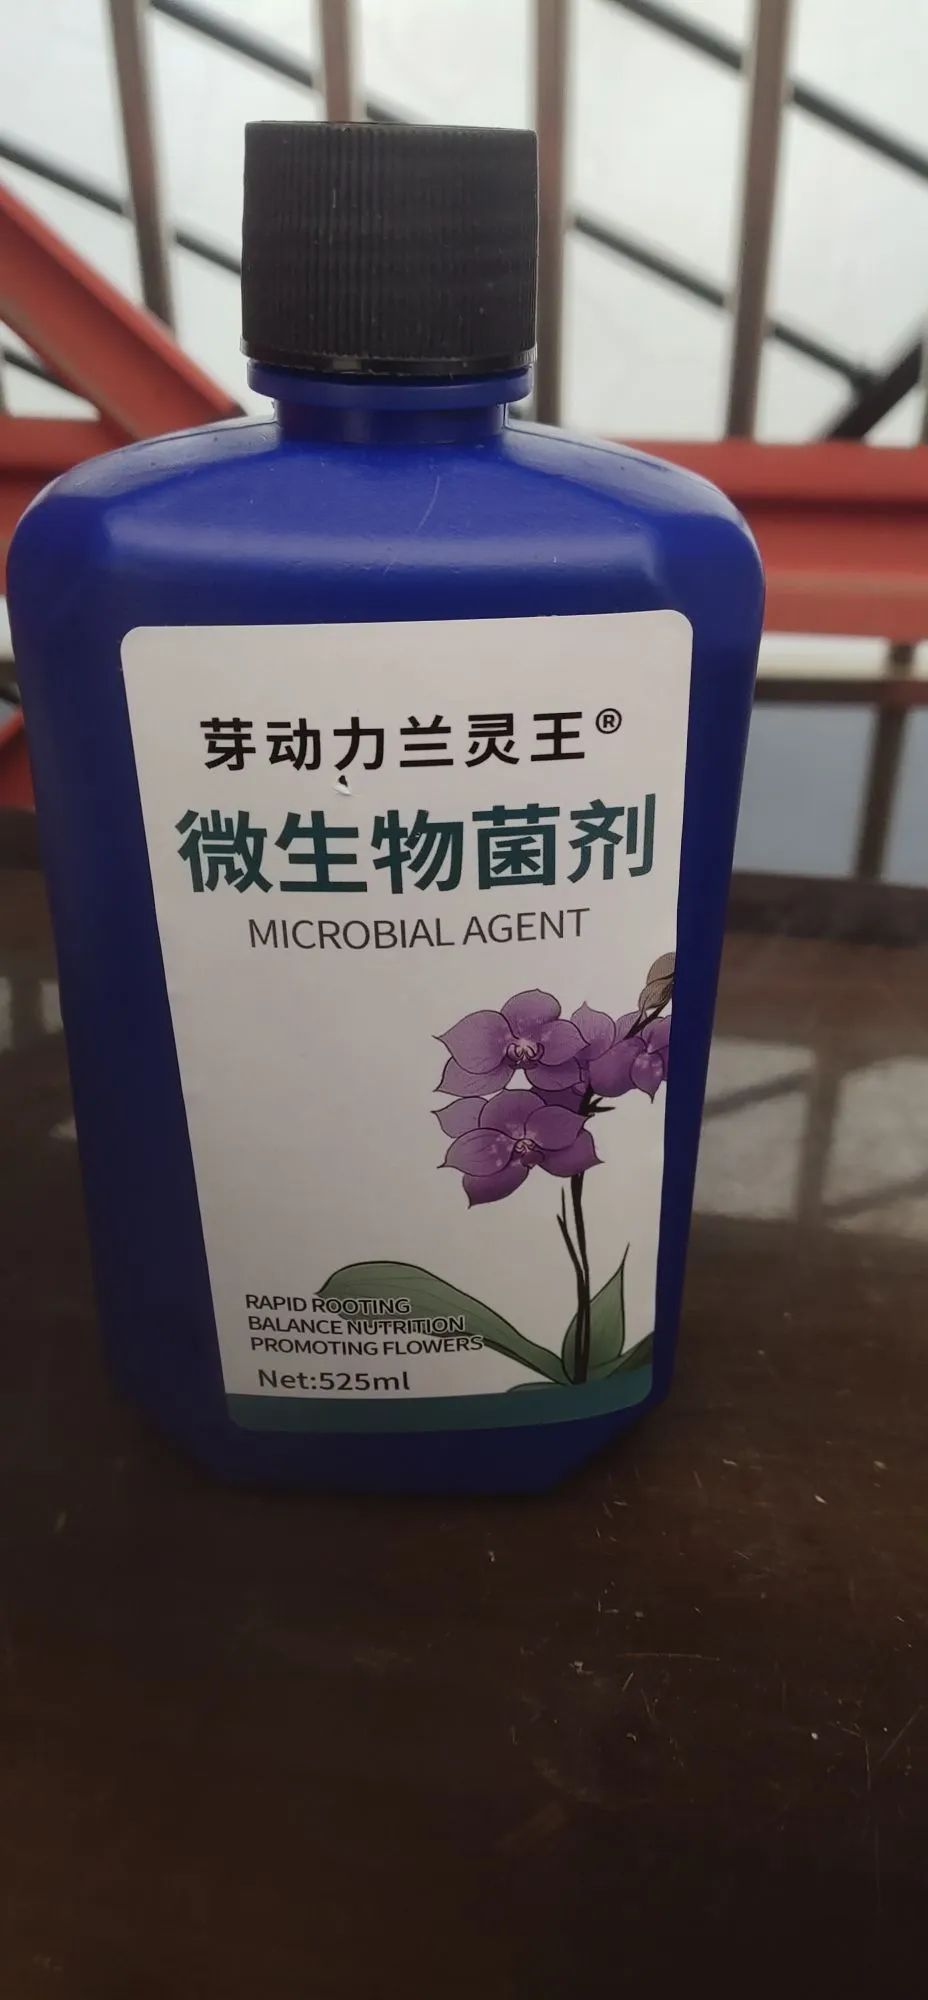 芽动力兰灵王®
微生物菌剂
MICROBIAL AGENT
RAPID ROOTING
BALANCE NUTRITION
PROMOTING FLOWERS
Net:525ml